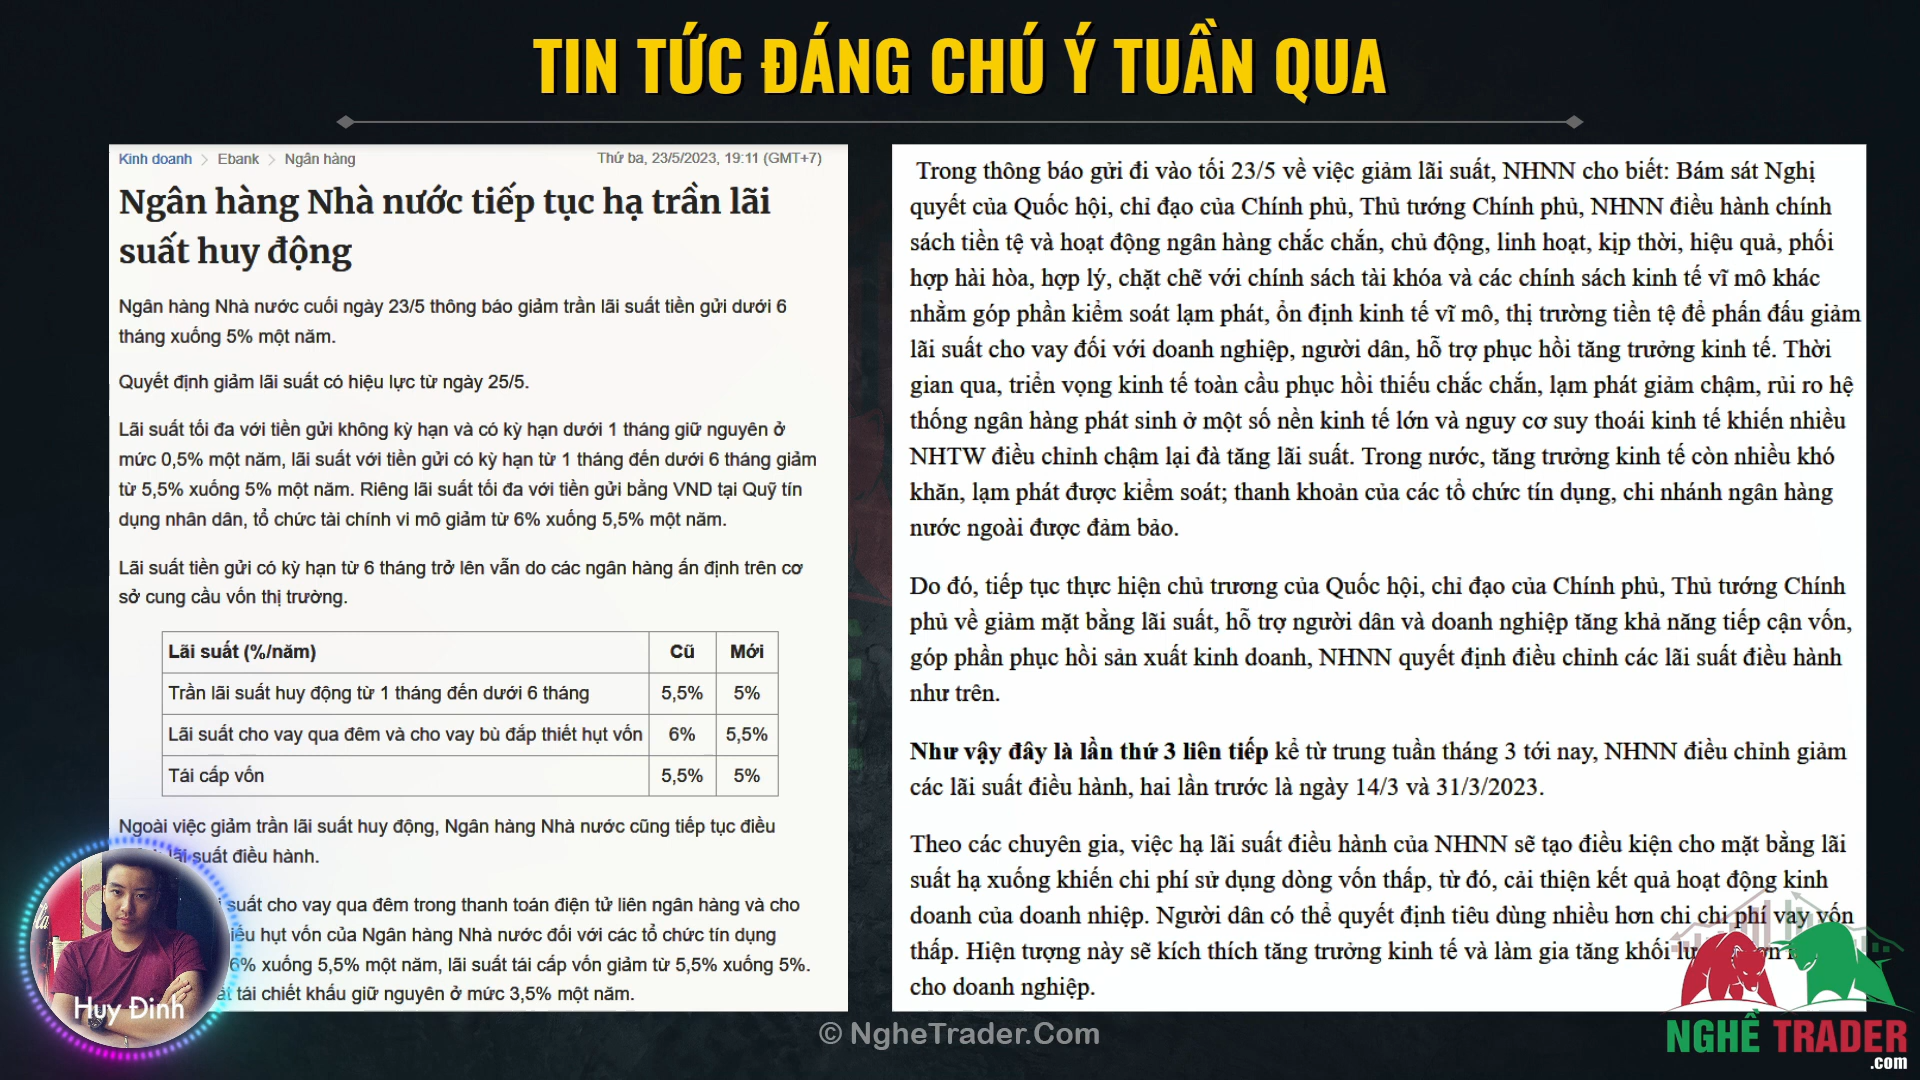 TIN TỨC ĐÁNG CHÚ Ý TUẦN QUA
Kinh doanh > Ebank > Ngân hàng
Thứ ba, 23/5/2023, 19:11 (GMT+7)
Ngân hàng Nhà nước tiếp tục hạ trần lãi
suất huy động
Ngân hàng Nhà nước cuối ngày 23/5 thông báo giảm trần lãi suất tiền gửi dưới 6
tháng xuống 5% một năm.
Quyết định giảm lãi suất có hiệu lực từ ngày 25/5.
Lãi suất tối đa với tiền gửi không kỳ hạn và có kỳ hạn dưới 1 tháng giữ nguyên ở
mức 0,5% một năm, lãi suất với tiền gửi có kỳ hạn từ 1 tháng đến dưới 6 tháng giảm
từ 5,5% xuống 5% một năm. Riêng lãi suất tối đa với tiền gửi bằng VND tại Quỹ tín
dụng nhân dân, tổ chức tài chính vi mô giảm từ 6% xuống 5,5% một năm.
Lãi suất tiền gửi có kỳ hạn từ 6 tháng trở lên vẫn do các ngân hàng ấn định trên cơ
sở cung cầu vốn thị trường.
Lãi suất (%/năm) Cũ Mới
Trần lãi suất huy động từ 1 tháng đến dưới 6 tháng 5,5% 5%
Lãi suất cho vay qua đêm và cho vay bù đắp thiết hụt vốn 6% 5,5%
Tái cấp vốn 5,5% 5%
Ngoài việc giảm trần lãi suất huy động, Ngân hàng Nhà nước cũng tiếp tục điều
lãi suất điều hành.
suất cho vay qua đêm trong thanh toán điện tử liên ngân hàng và cho
hụt vốn của Ngân hàng Nhà nước đối với các tổ chức tín dụng
6% xuống 5,5% một năm, lãi suất tái cấp vốn giảm từ 5,5% xuống 5%.
tái chiết khấu giữ nguyên ở mức 3,5% một năm.
Huy Đinh
Trong thông báo gửi đi vào tối 23/5 về việc giảm lãi suất, NHNN cho biết: Bám sát Nghị
quyết của Quốc hội, chỉ đạo của Chính phủ, Thủ tướng Chính phủ, NHNN điều hành chính
sách tiền tệ và hoạt động ngân hàng chắc chắn, chủ động, linh hoạt, kịp thời, hiệu quả, phối
hợp hài hòa, hợp lý, chặt chẽ với chính sách tài khóa và các chính sách kinh tế vĩ mô khác
nhằm góp phần kiểm soát lạm phát, ổn định kinh tế vĩ mô, thị trường tiền tệ để phấn đấu giảm
lãi suất cho vay đối với doanh nghiệp, người dân, hỗ trợ phục hồi tăng trưởng kinh tế. Thời
gian qua, triển vọng kinh tế toàn cầu phục hồi thiếu chắc chắn, lạm phát giảm chậm, rủi ro hệ
thống ngân hàng phát sinh ở một số nền kinh tế lớn và nguy cơ suy thoái kinh tế khiến nhiều
NHTW điều chỉnh chậm lại đà tăng lãi suất. Trong nước, tăng trưởng kinh tế còn nhiều khó
khăn, lạm phát được kiểm soát; thanh khoản của các tổ chức tín dụng, chi nhánh ngân hàng
nước ngoài được đảm bảo.
Do đó, tiếp tục thực hiện chủ trương của Quốc hội, chỉ đạo của Chính phủ, Thủ tướng Chính
phủ về giảm mặt bằng lãi suất, hỗ trợ người dân và doanh nghiệp tăng khả năng tiếp cận vốn,
góp phần phục hồi sản xuất kinh doanh, NHNN quyết định điều chỉnh các lãi suất điều hành
như trên.
Như vậy đây là lần thứ 3 liên tiếp kể từ trung tuần tháng 3 tới nay, NHNN điều chỉnh giảm
các lãi suất điều hành, hai lần trước là ngày 14/3 và 31/3/2023.
Theo các chuyên gia, việc hạ lãi suất điều hành của NHNN sẽ tạo điều kiện cho mặt bằng lãi
suất hạ xuống khiến chi phí sử dụng dòng vốn thấp, từ đó, cải thiện kết quả hoạt động kinh
doanh của doanh nhiệp. Người dân có thể quyết định tiêu dùng nhiều hơn chi chi phí vay vốn
thấp. Hiện tượng này sẽ kích thích tăng trưởng kinh tế và làm gia tăng khối
cho doanh nghiệp.
© NgheTrader.Com
NGHỀ TRADER
.com